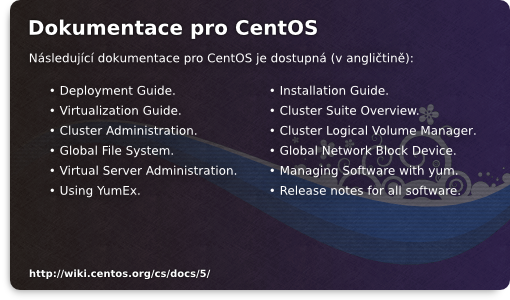 Dokumentace pro CentOS
Následující dokumentace pro CentOS je dostupná (v angličtině):
• Deployment Guide.
• Virtualization Guide.
• Cluster Administration.
• Global File System.
• Virtual Server Administration.
• Using YumEx.
• Installation Guide.
• Cluster Suite Overview.
• Cluster Logical Volume Manager.
• Global Network Block Device.
• Managing Software with yum.
• Release notes for all software.
http://wiki.centos.org/cs/docs/5/